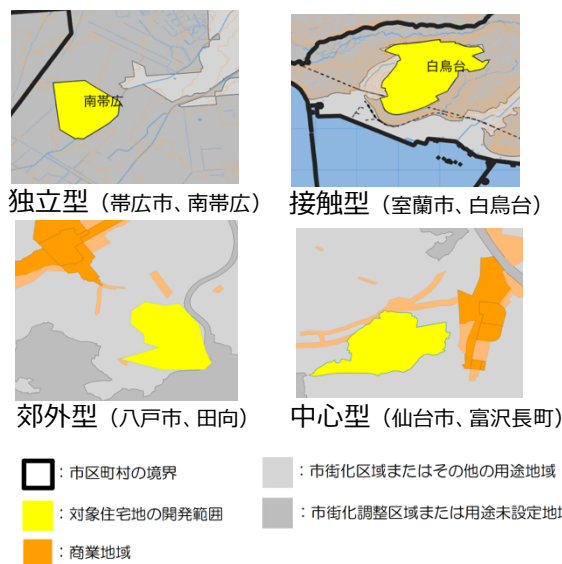 南帯広
白鳥台
独立型（帯広市、南帯広）
接触型（室蘭市、白鳥台）
郊外型（八戸市、田向）
中心型（仙台市、富沢長町）
：市区町村の境界
：市街化区域またはその他の用途地域
：対象住宅地の開発範囲
：市街化調整区域または用途未設定地
：商業地域